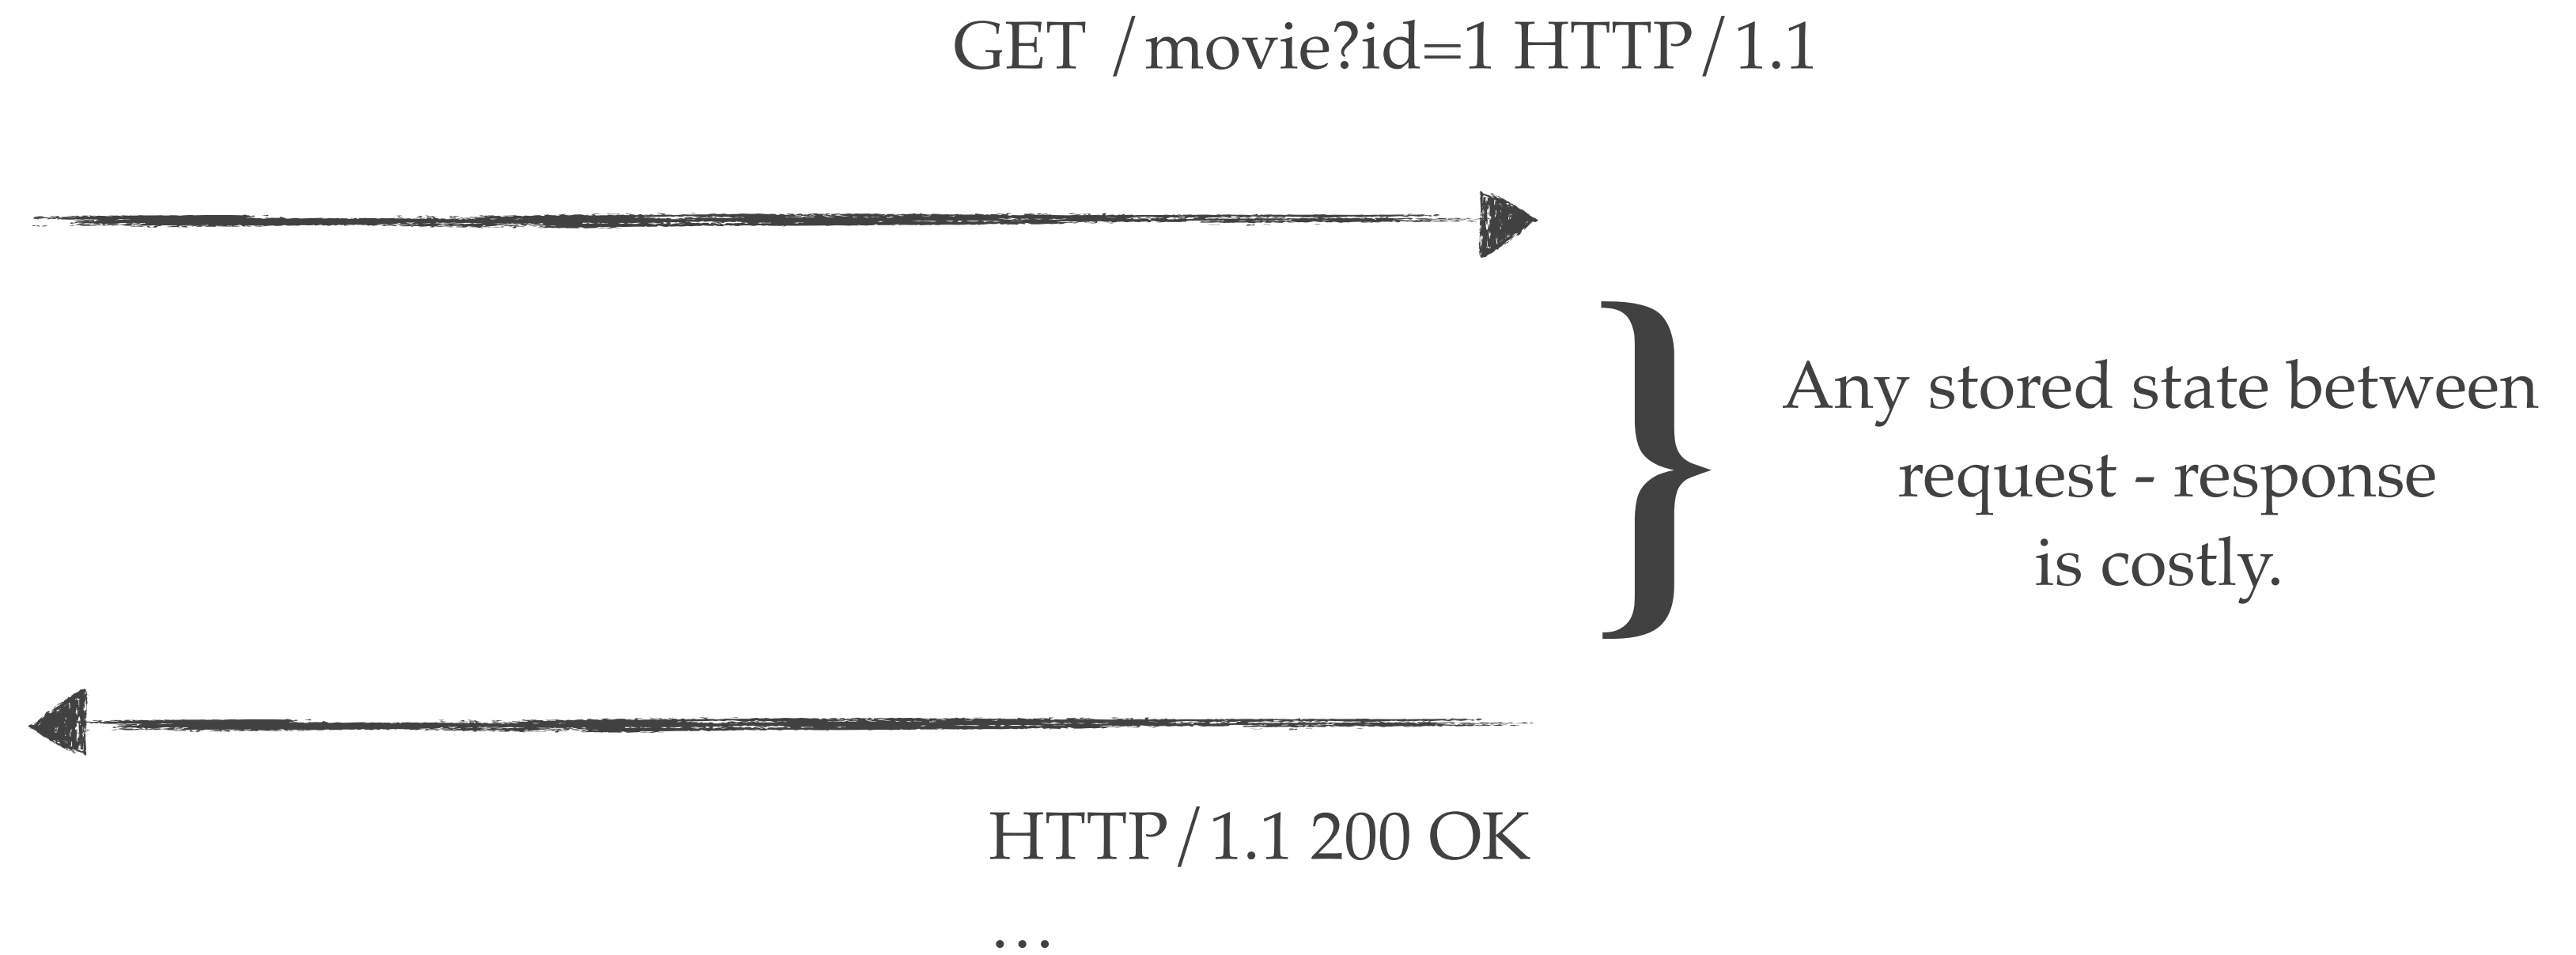 GET /movie?id=1 HTTP/1.1
Any stored state between
request - response
is costly.
HTTP/1.1 200 OK
…